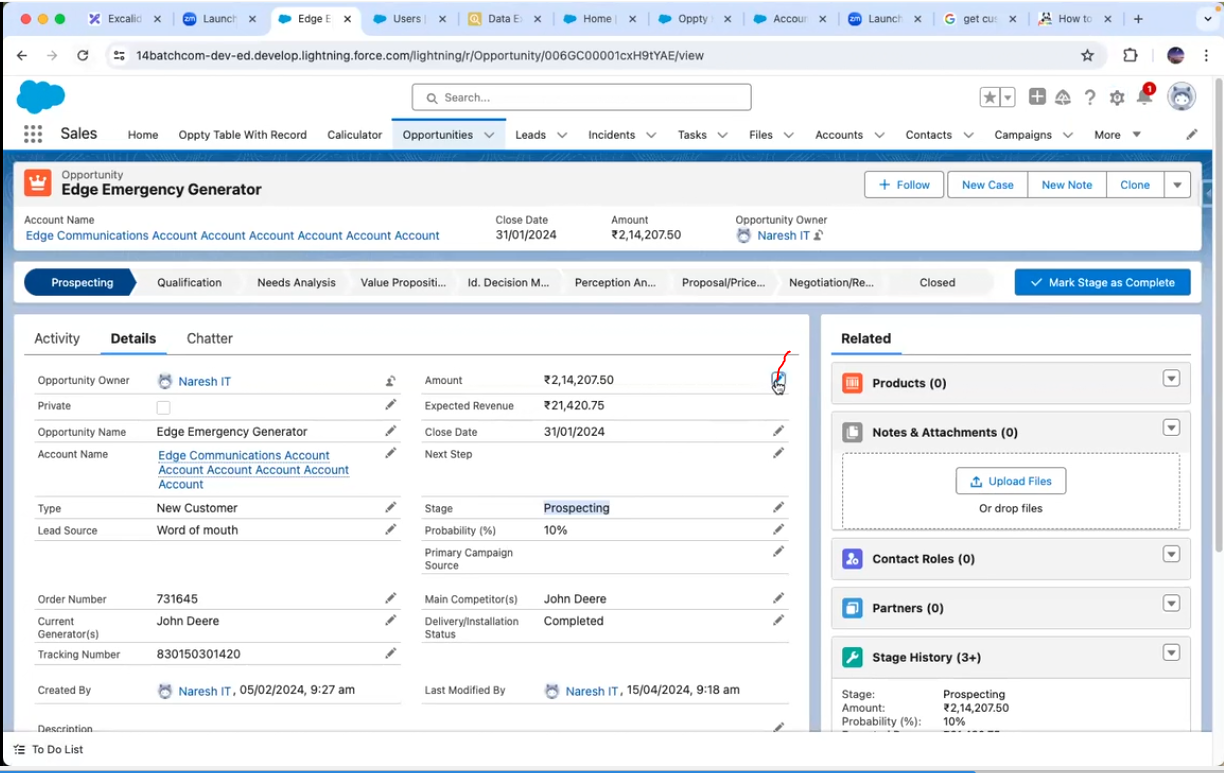 Excalid
Launch
Edge E
Users |
Data E
Home |
Oppty
Accou
Launch
get cus
How to
14batchcom-dev-ed.develop.lightning.force.com/lightning/r/Opportunity/006GC00001cxH9tYAE/view
Search...
1
Sales
Home
Oppty Table With Record
Caliculator
Opportunities
Leads
Incidents
Tasks
Files
Accounts
Contacts
Campaigns
More
Opportunity
Edge Emergency Generator
Follow
New Case
New Note
Clone
Account Name
Close Date
Amount
Opportunity Owner
Edge Communications Account Account Account Account Account Account
31/01/2024
₹2,14,207.50
Naresh IT
Prospecting
Qualification
Needs Analysis
Value Propositi...
Id. Decision M...
Perception An...
Proposal/Price...
Negotiation/Re...
Closed
Mark Stage as Complete
Activity
Details
Chatter
Opportunity Owner
Naresh IT
Amount
₹2,14,207.50
Private
Expected Revenue
₹21,420.75
Opportunity Name
Edge Emergency Generator
Close Date
31/01/2024
Account Name
Edge Communications Account
Account Account Account Account
Account
Next Step
Type
New Customer
Stage
Prospecting
Lead Source
Word of mouth
Probability (%)
10%
Primary Campaign
Source
Order Number
731645
Main Competitor(s)
John Deere
Current
Generator(s)
John Deere
Delivery/Installation
Status
Completed
Tracking Number
830150301420
Created By
Naresh IT, 05/02/2024, 9:27 am
Last Modified By
Naresh IT, 15/04/2024, 9:18 am
Description
Related
Products (0)
Notes & Attachments (0)
Upload Files
Or drop files
Contact Roles (0)
Partners (0)
Stage History (3+)
Stage:
Prospecting
Amount:
₹2,14,207.50
Probability (%):
10%
To Do List